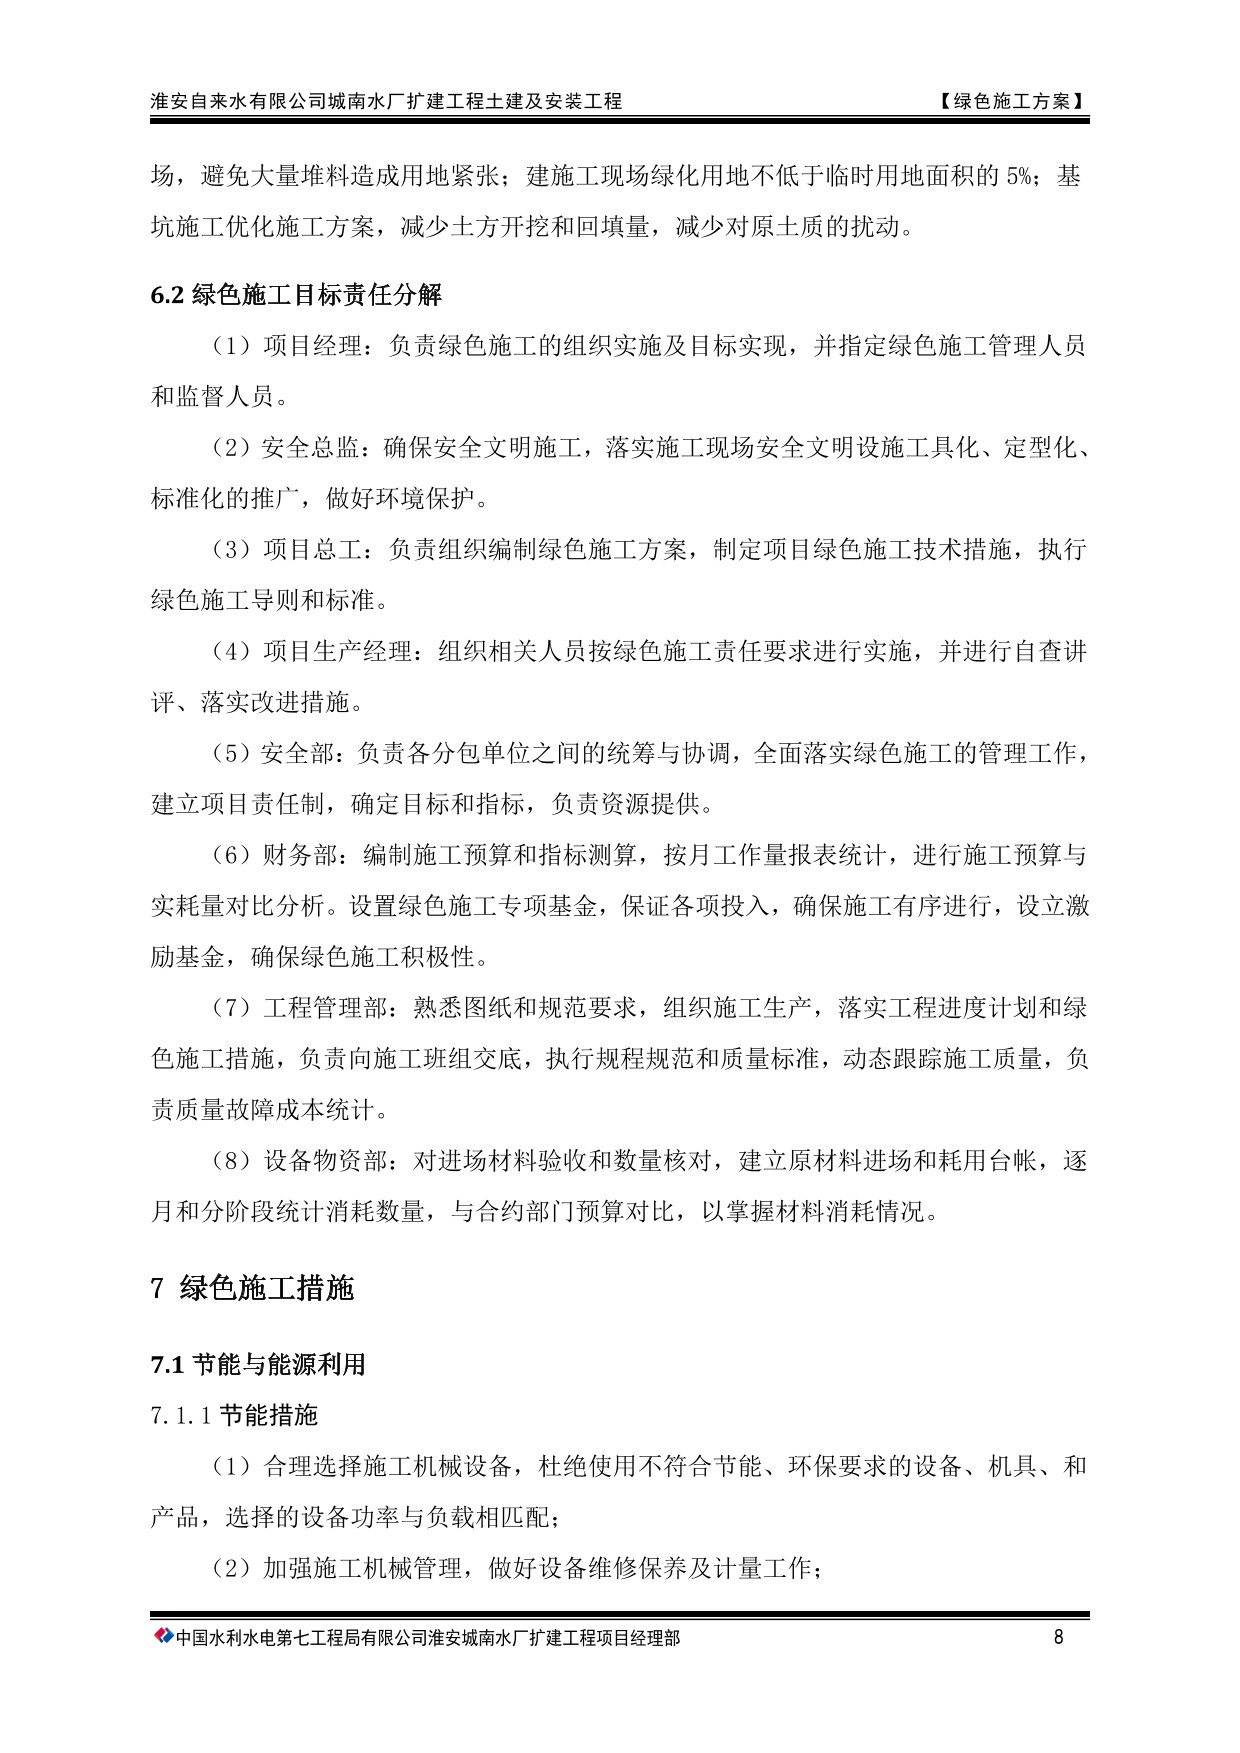 淮安自来水有限公司城南水厂扩建工程土建及安装工程 【绿色施工方案】
场，避免大量堆料造成用地紧张；建施工现场绿化用地不低于临时用地面积的 5%；基
坑施工优化施工方案，减少土方开挖和回填量，减少对原土质的扰动。
6.2 绿色施工目标责任分解
（1）项目经理：负责绿色施工的组织实施及目标实现，并指定绿色施工管理人员
和监督人员。
（2）安全总监：确保安全文明施工，落实施工现场安全文明设施工具化、定型化、
标准化的推广，做好环境保护。
（3）项目总工：负责组织编制绿色施工方案，制定项目绿色施工技术措施，执行
绿色施工导则和标准。
（4）项目生产经理：组织相关人员按绿色施工责任要求进行实施，并进行自查讲
评、落实改进措施。
（5）安全部：负责各分包单位之间的统筹与协调，全面落实绿色施工的管理工作，
建立项目责任制，确定目标和指标，负责资源提供。
（6）财务部：编制施工预算和指标测算，按月工作量报表统计，进行施工预算与
实耗量对比分析。设置绿色施工专项基金，保证各项投入，确保施工有序进行，设立激
励基金，确保绿色施工积极性。
（7）工程管理部：熟悉图纸和规范要求，组织施工生产，落实工程进度计划和绿
色施工措施，负责向施工班组交底，执行规程规范和质量标准，动态跟踪施工质量，负
责质量故障成本统计。
（8）设备物资部：对进场材料验收和数量核对，建立原材料进场和耗用台帐，逐
月和分阶段统计消耗数量，与合约部门预算对比，以掌握材料消耗情况。
7 绿色施工措施
7.1 节能与能源利用
7.1.1 节能措施
（1）合理选择施工机械设备，杜绝使用不符合节能、环保要求的设备、机具、和
产品，选择的设备功率与负载相匹配；
（2）加强施工机械管理，做好设备维修保养及计量工作；
中国水利水电第七工程局有限公司淮安城南水厂扩建工程项目经理部 8